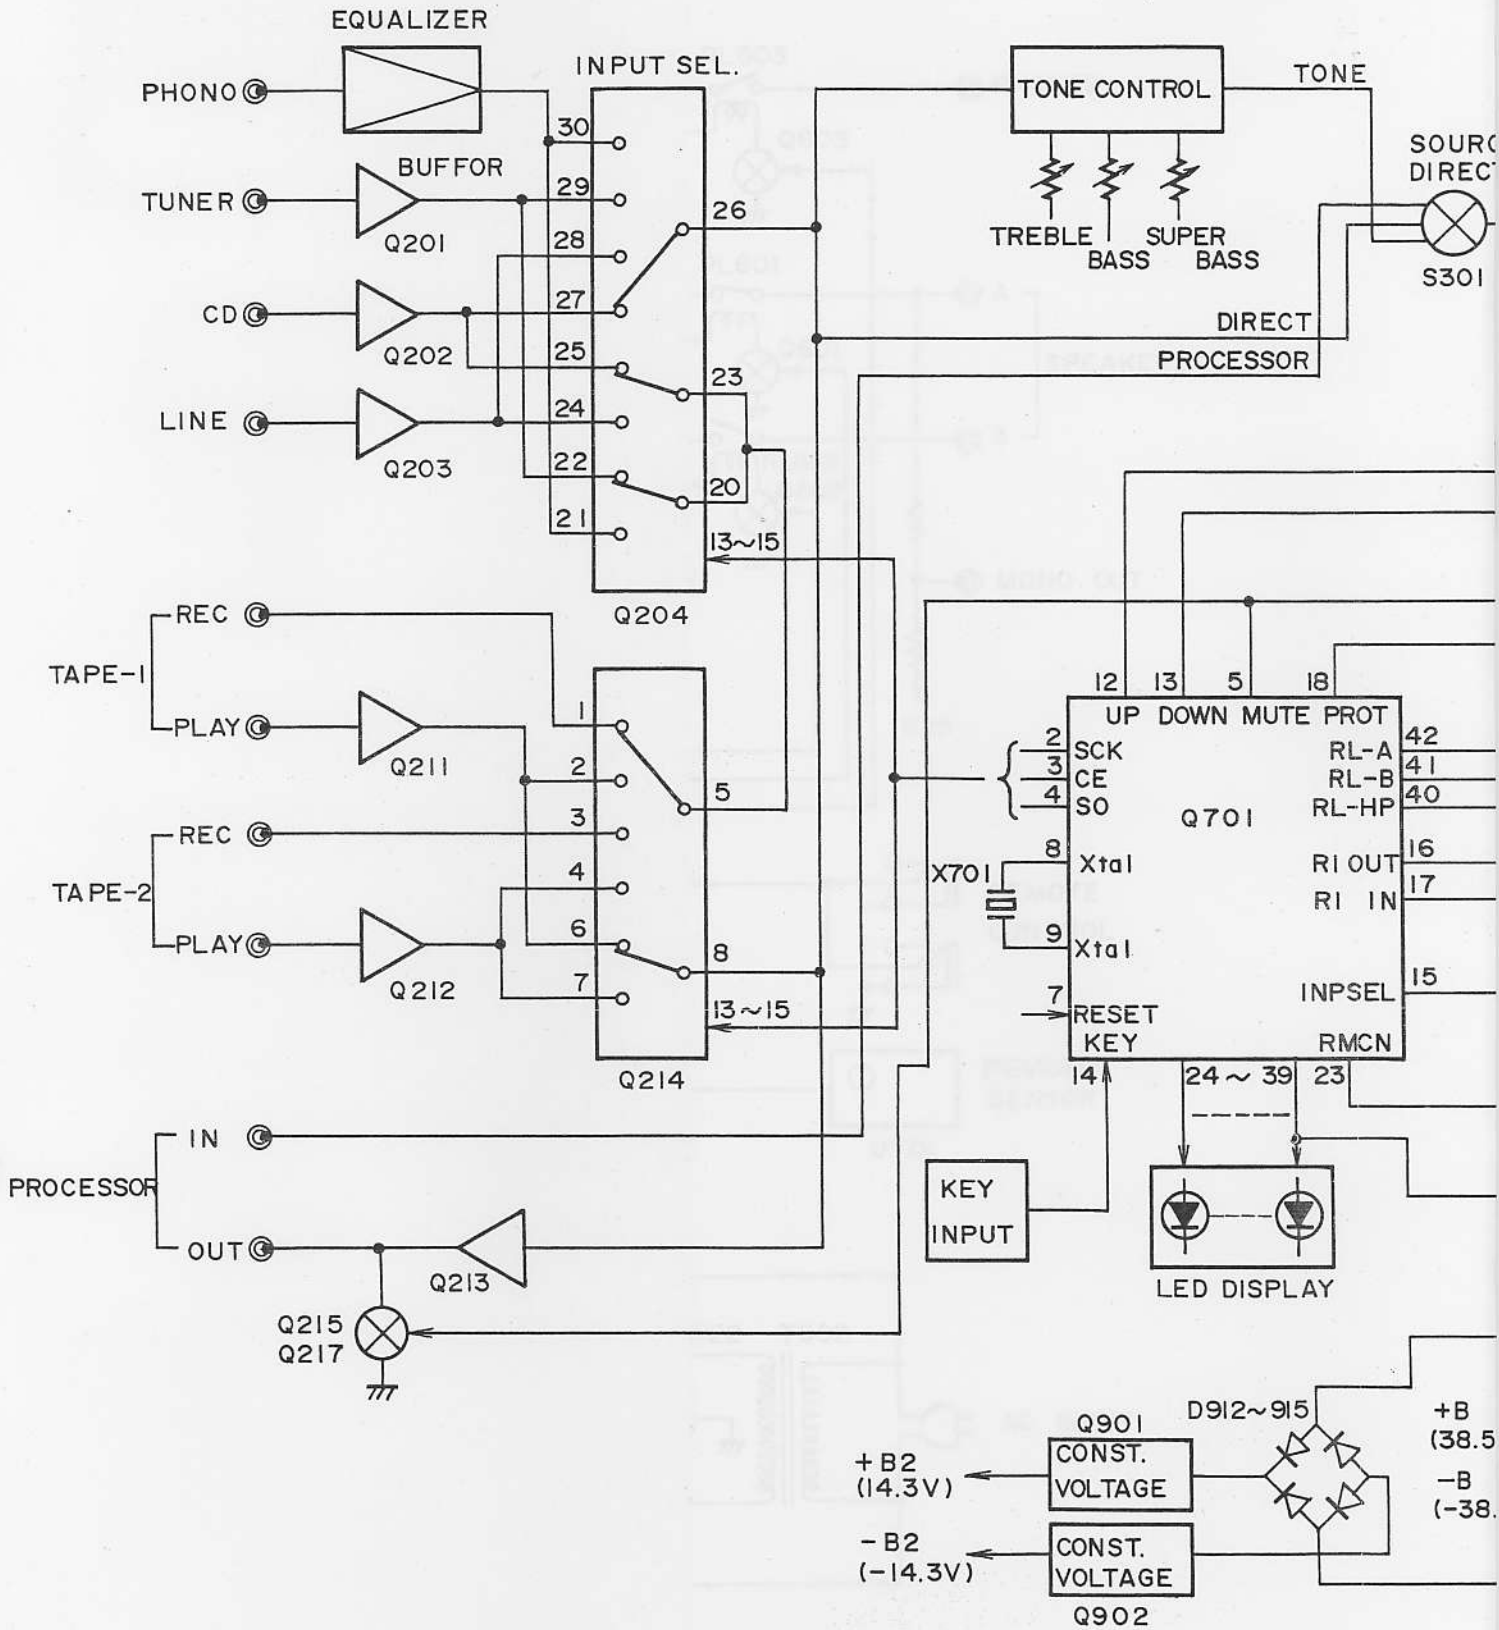 EQUALIZER
PHONO
INPUT SEL.
TONE CONTROL
TONE
30
BUFFOR
SOURC
DIRECT
TUNER
29
Q201
26
28
TREBLE
BASS
SUPER
BASS
S301
CD
27
Q202
25
23
DIRECT
PROCESSOR
LINE
24
Q203
22
20
21
13~15
Q204
REC
TAPE-1
PLAY
Q211
1
2
5
REC
3
TAPE-2
4
PLAY
6
8
Q212
7
13~15
Q214
12 13 5 18
UP DOWN MUTE PROT
2 SCK
3 CE
4 SO
RL-A 42
RL-B 41
RL-HP 40
Q701
8 Xtal
X701
9 Xtal
RI OUT 16
RI IN 17
7
RESET
INPSEL 15
KEY
RMCN
14
24~39
23
IN
PROCESSOR
OUT
Q213
KEY
INPUT
LED DISPLAY
Q215
Q217
D912~915
+B
(38.5
-B
(-38.
Q901
CONST.
VOLTAGE
+B2
(14.3V)
-B2
(-14.3V)
CONST.
VOLTAGE
Q902